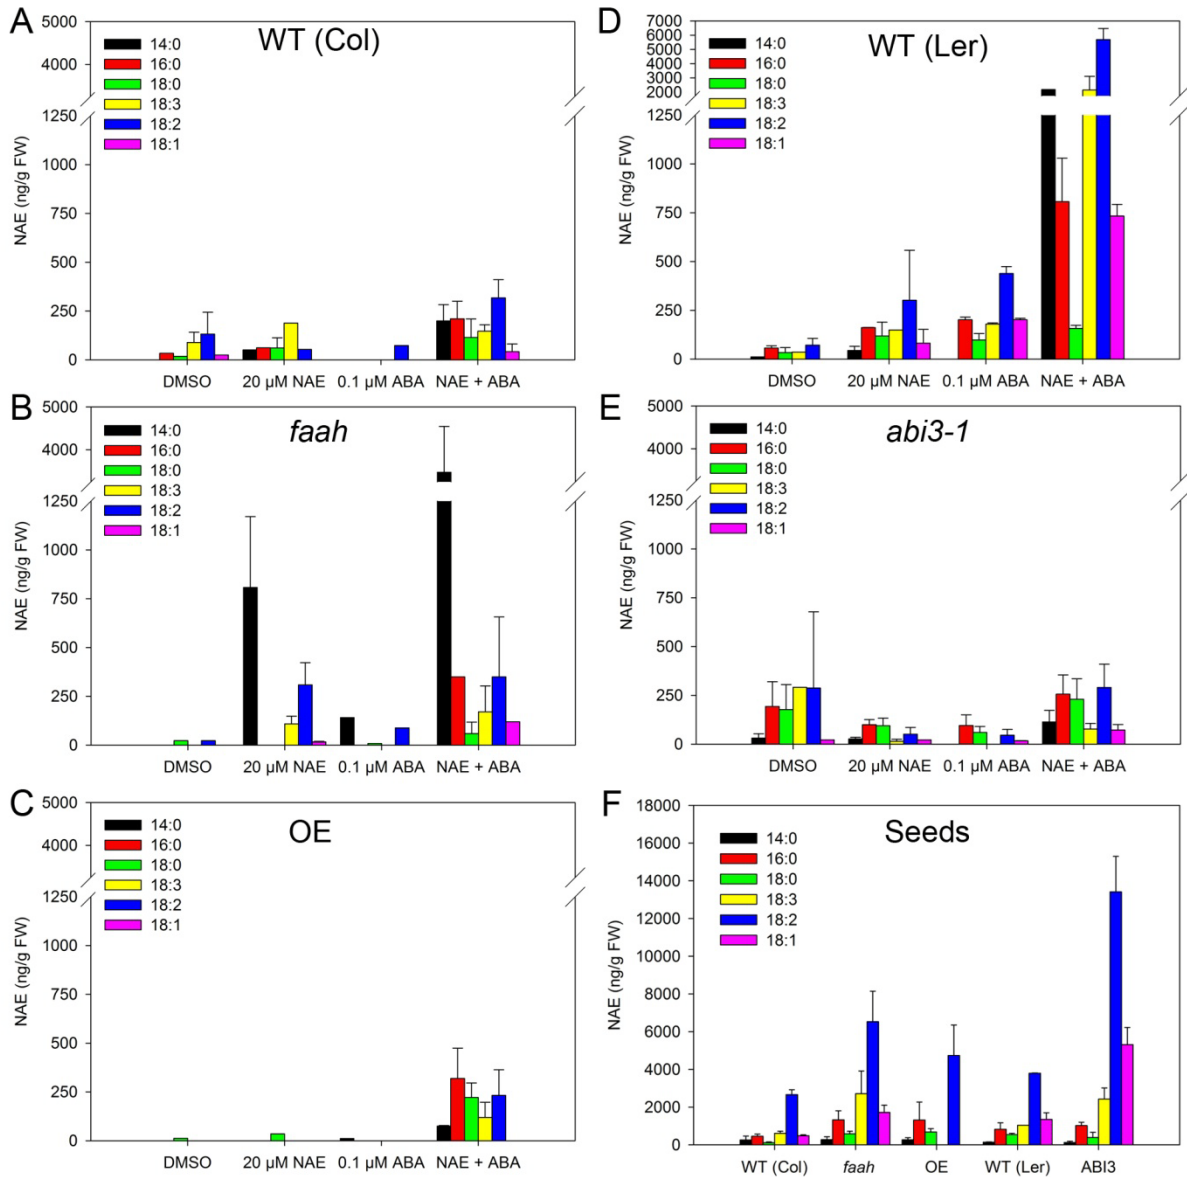 A
WT (Col)
5000
4000
1250
1000
750
500
250
0
NAE (ng/g FW)
14:0
16:0
18:0
18:3
18:2
18:1
DMSO
20 µM NAE
0.1 µM ABA
NAE + ABA
B
faah
5000
4000
1250
1000
750
500
250
0
NAE (ng/g FW)
14:0
16:0
18:0
18:3
18:2
18:1
DMSO
20 µM NAE
0.1 µM ABA
NAE + ABA
C
OE
5000
4000
1250
1000
750
500
250
0
NAE (ng/g FW)
14:0
16:0
18:0
18:3
18:2
18:1
DMSO
20 µM NAE
0.1 µM ABA
NAE + ABA
D
WT (Ler)
7000
6000
5000
4000
3000
2000
1250
1000
750
500
250
0
NAE (ng/g FW)
14:0
16:0
18:0
18:3
18:2
18:1
DMSO
20 µM NAE
0.1 µM ABA
NAE + ABA
E
abi3-1
5000
4000
1250
1000
750
500
250
0
NAE (ng/g FW)
14:0
16:0
18:0
18:3
18:2
18:1
DMSO
20 µM NAE
0.1 µM ABA
NAE + ABA
F
Seeds
18000
16000
14000
12000
10000
8000
6000
4000
2000
0
NAE (ng/g FW)
14:0
16:0
18:0
18:3
18:2
18:1
WT (Col)
faah
OE
WT (Ler)
ABI3